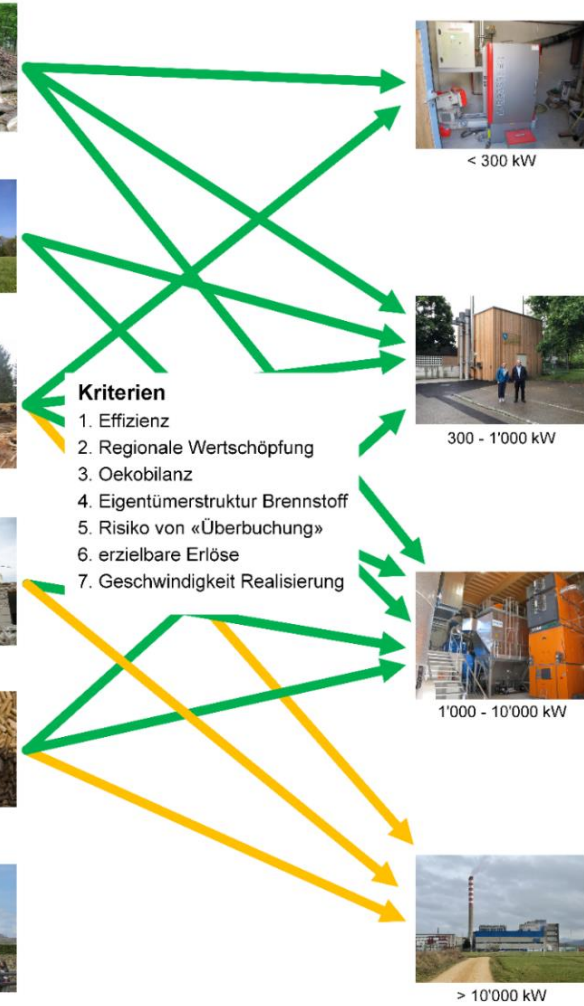 < 300 kW
300 - 1'000 kW
Kriterien
1. Effizienz
2. Regionale Wertschöpfung
3. Oekobilanz
4. Eigentümerstruktur Brennstoff
5. Risiko von «Überbuchung»
6. erzielbare Erlöse
7. Geschwindigkeit Realisierung
1'000 - 10'000 kW
> 10'000 kW